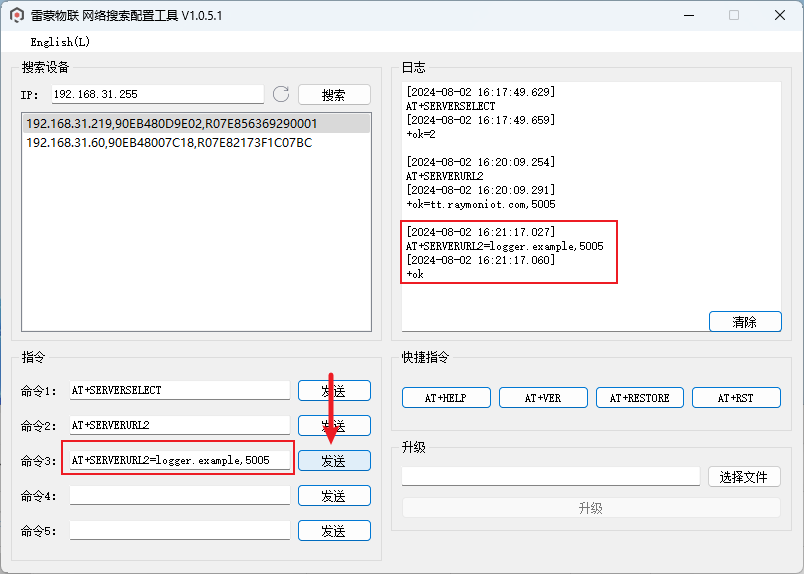 雷蒙物联 网络搜索配置工具 V1.0.5.1
English(L)
搜索设备
IP: 192.168.31.255
搜索
192.168.31.219,90EB480D9E02,R07E856369290001
192.168.31.60,90EB48007C18,R07E82173F1C07BC
日志
[2024-08-02 16:17:49.629]
AT+SERVERSELECT
[2024-08-02 16:17:49.659]
+ok=2
[2024-08-02 16:20:09.254]
AT+SERVERURL2
[2024-08-02 16:20:09.291]
+ok=tt.raymoniot.com,5005
[2024-08-02 16:21:17.027]
AT+SERVERURL2=logger.example,5005
[2024-08-02 16:21:17.060]
+ok
清除
指令
命令1: AT+SERVERSELECT 发送
命令2: AT+SERVERURL2 发送
命令3: AT+SERVERURL2=logger.example,5005 发送
命令4: 发送
命令5: 发送
快捷指令
AT+HELP AT+VER AT+RESTORE AT+RST
升级
选择文件
升级